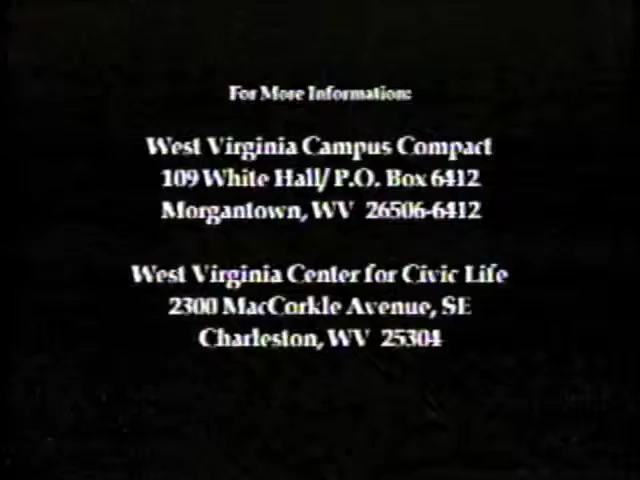 For More Information:
West Virginia Campus Compact
109 White Hall/ P.O. Box 6412
Morgantown, WV 26506-6412
West Virginia Center for Civic Life
2300 MacCorkle Avenue, SE
Charleston, WV 25304